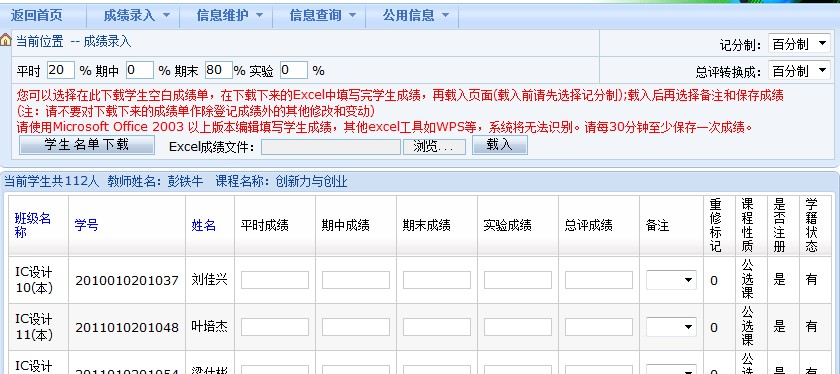 返回首页 成绩录入 信息维护 信息查询 公用信息
当前位置 -- 成绩录入 记分制: 百分制
平时 20 % 期中 0 % 期末 80 % 实验 0 % 总评转换成: 百分制
您可以选择在此下载学生空白成绩单，在下载下来的Excel中填写完学生成绩，再载入页面(载入前请先选择记分制);载入后再选择备注和保存成绩
(注：请不要对下载下来的成绩单作除登记成绩外的其他修改和变动)
请使用Microsoft Office 2003 以上版本编辑填写学生成绩，其他excel工具如WPS等，系统将无法识别。请每30分钟至少保存一次成绩。
学生名单下载 Excel成绩文件: 浏览... 载入
当前学生共112人 教师姓名：彭铁牛 课程名称：创新力与创业
班级名称 学号 姓名 平时成绩 期中成绩 期末成绩 实验成绩 总评成绩 备注 重修标记 课程性质 是否注册 学籍状态
IC设计10(本) 2010010201037 刘佳兴 0 公选课 是 有
IC设计11(本) 2011010201048 叶培杰 0 公选课 是 有
IC设计 2011010201054 梁仕彬 0 公选 是 有